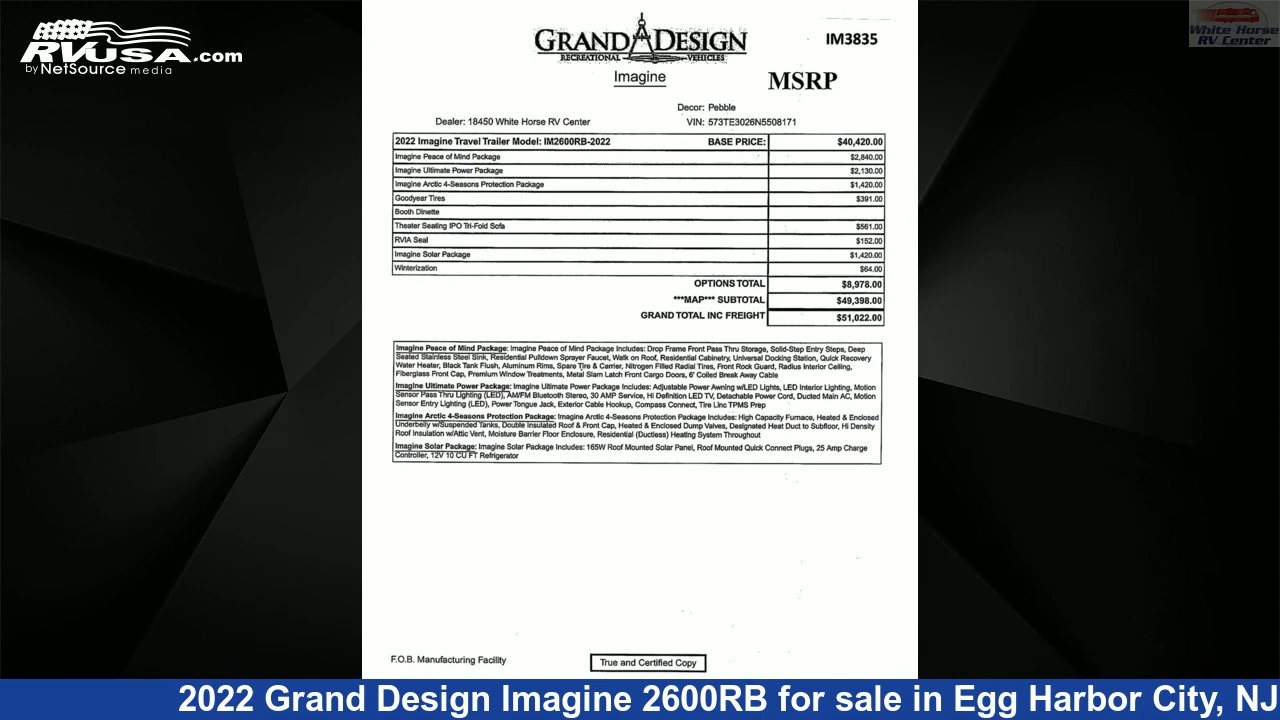 RVUSA.com
by NetSource media
GRAND DESIGN
RECREATIONAL VEHICLES
IM3835
White Horse
RV Center
Imagine
MSRP
Decor: Pebble
Dealer: 18450 White Horse RV Center
VIN: 573TE3026N5508171
2022 Imagine Travel Trailer Model: IM2600RB-2022 BASE PRICE: $40,420.00
Imagine Peace of Mind Package $2,840.00
Imagine Ultimate Power Package $2,130.00
Imagine Arctic 4-Seasons Protection Package $1,420.00
Goodyear Tires $391.00
Booth Dinette
Theater Seating IPO Tri-Fold Sofa $561.00
RVIA Seal $152.00
Imagine Solar Package $1,420.00
Winterization $64.00
OPTIONS TOTAL $8,978.00
***MAP*** SUBTOTAL $49,398.00
GRAND TOTAL INC FREIGHT $51,022.00
Imagine Peace of Mind Package: Imagine Peace of Mind Package Includes: Drop Frame Front Pass Thru Storage, Solid-Step Entry Steps, Deep
Seated Stainless Steel Sink, Residential Pulldown Sprayer Faucet, Walk on Roof, Residential Cabinetry, Universal Docking Station, Quick Recovery
Water Heater, Black Tank Flush, Aluminum Rims, Spare Tire & Carrier, Nitrogen Filled Radial Tires, Front Rock Guard, Radius Interior Ceiling,
Fiberglass Front Cap, Premium Window Treatments, Metal Slam Latch Front Cargo Doors, 6' Coiled Break Away Cable
Imagine Ultimate Power Package: Imagine Ultimate Power Package Includes: Adjustable Power Awning w/LED Lights, LED Interior Lighting, Motion
Sensor Pass Thru Lighting (LED), AM/FM Bluetooth Stereo, 30 AMP Service, Hi Definition LED TV, Detachable Power Cord, Ducted Main AC, Motion
Sensor Entry Lighting (LED), Power Tongue Jack, Exterior Cable Hookup, Compass Connect, Tire Linc TPMS Prep
Imagine Arctic 4-Seasons Protection Package: Imagine Arctic 4-Seasons Protection Package Includes: High Capacity Furnace, Heated & Enclosed
Underbelly w/Suspended Tanks, Double Insulated Roof & Front Cap, Heated & Enclosed Dump Valves, Designated Heat Duct to Subfloor, Hi Density
Roof Insulation w/Attic Vent, Moisture Barrier Floor Enclosure, Residential (Ductless) Heating System Throughout
Imagine Solar Package: Imagine Solar Package Includes: 165W Roof Mounted Solar Panel, Roof Mounted Quick Connect Plugs, 25 Amp Charge
Controller, 12V 10 CU FT Refrigerator
F.O.B. Manufacturing Facility
True and Certified Copy
2022 Grand Design Imagine 2600RB for sale in Egg Harbor City, NJ